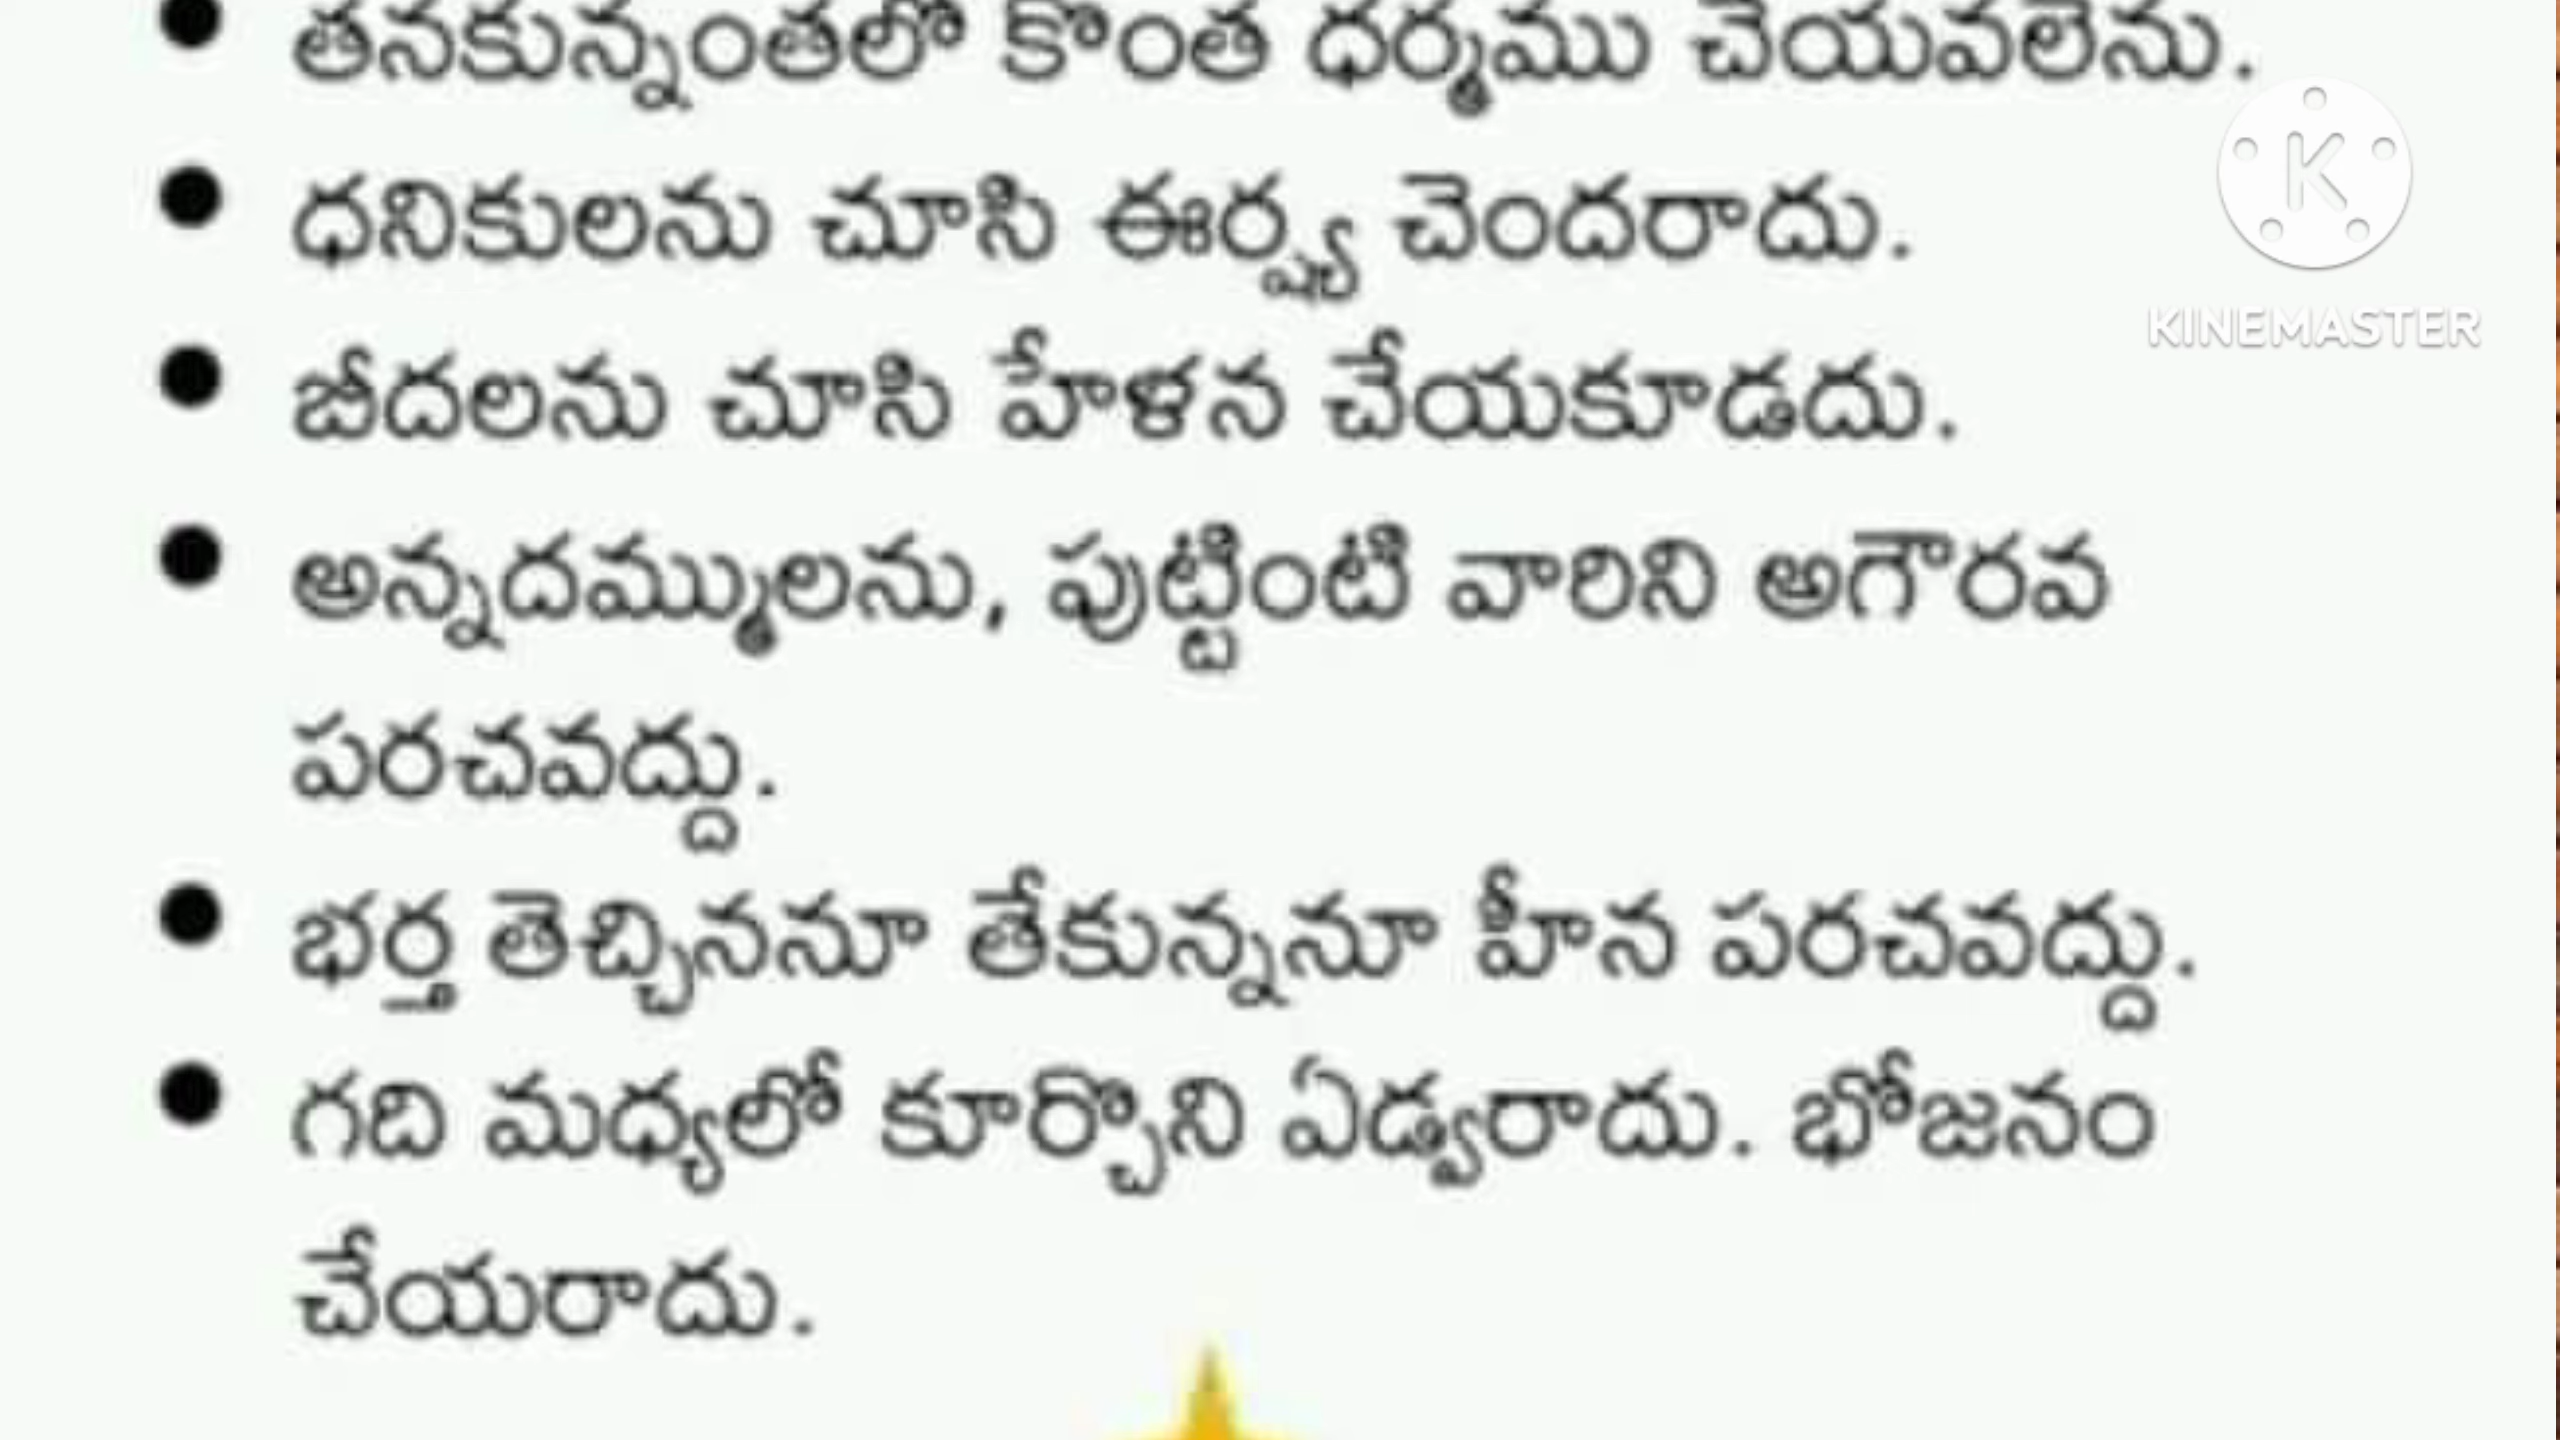 • తనకున్నంతలో కొంత ధర్మము చేయవలెను.
• ధనికులను చూసి ఈర్ష్య చెందరాదు.
• జీదలను చూసి హేళన చేయకూడదు.
• అన్నదమ్ములను, పుట్టింటి వారిని అగౌరవ
పరచవద్దు.
• భర్త తెచ్చిననూ తేకున్ననూ హీన పరచవద్దు.
• గది మధ్యలో కూర్చొని ఏడ్వరాదు. భోజనం
చేయరాదు.
K
KINEMASTER